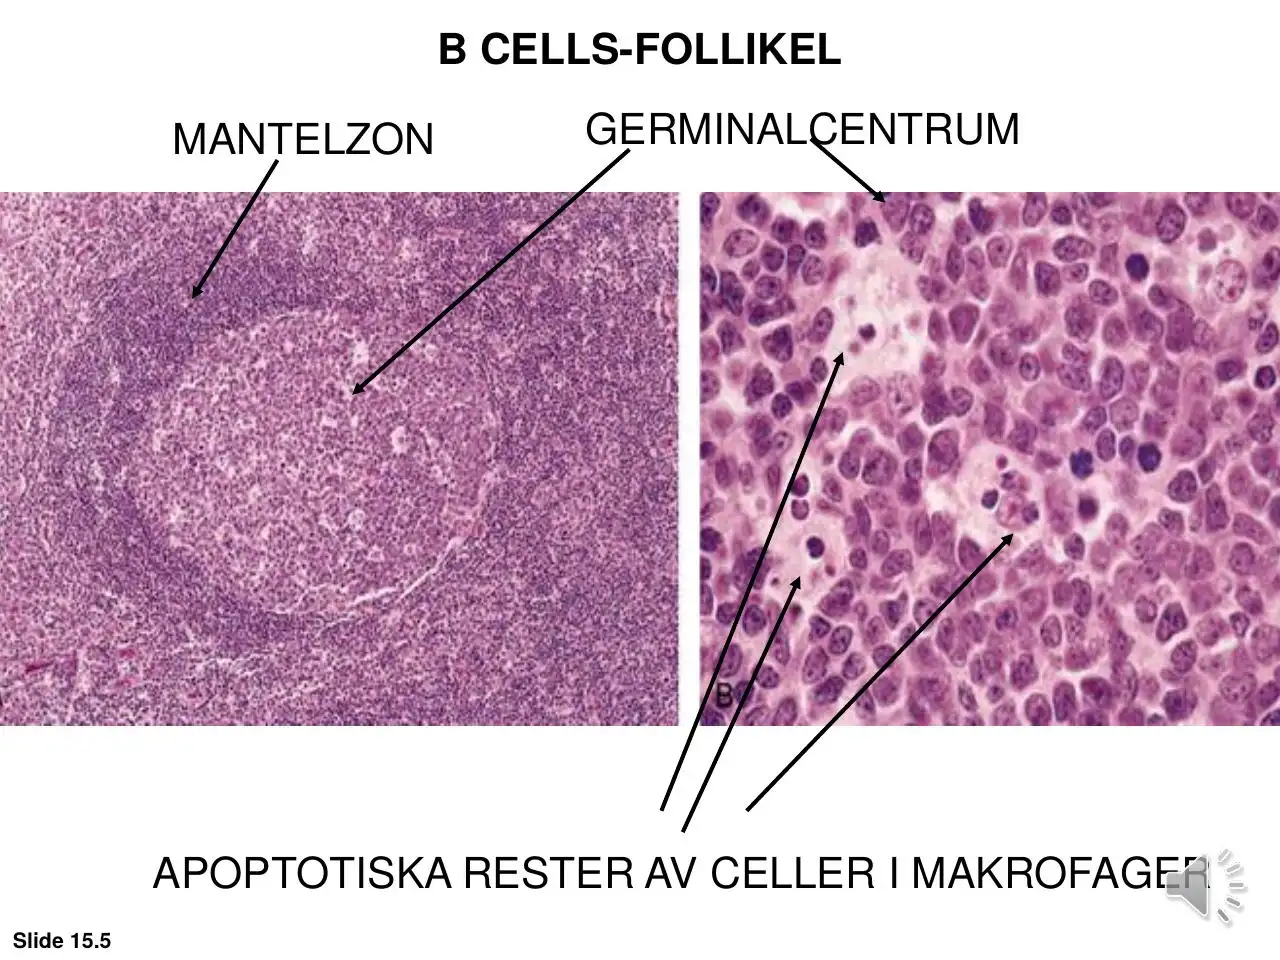 B CELLS-FOLLIKEL
MANTELZON
GERMINALCENTRUM
B
APOPTOTISKA RESTER AV CELLER I MAKROFAGER
Slide 15.5